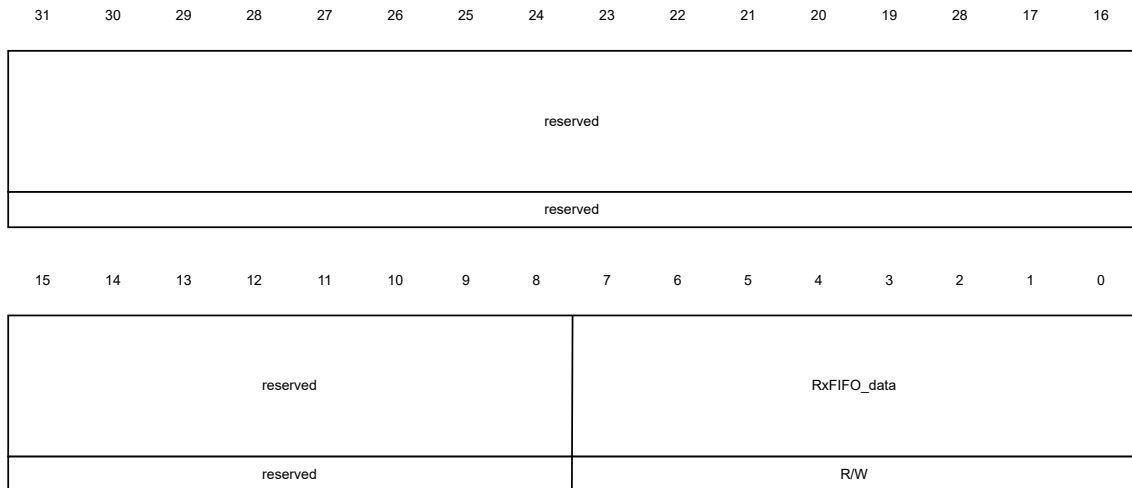 31 30 29 28 27 26 25 24 23 22 21 20 19 28 17 16
reserved
reserved
15 14 13 12 11 10 9 8 7 6 5 4 3 2 1 0
reserved RxFIFO_data
reserved R/W